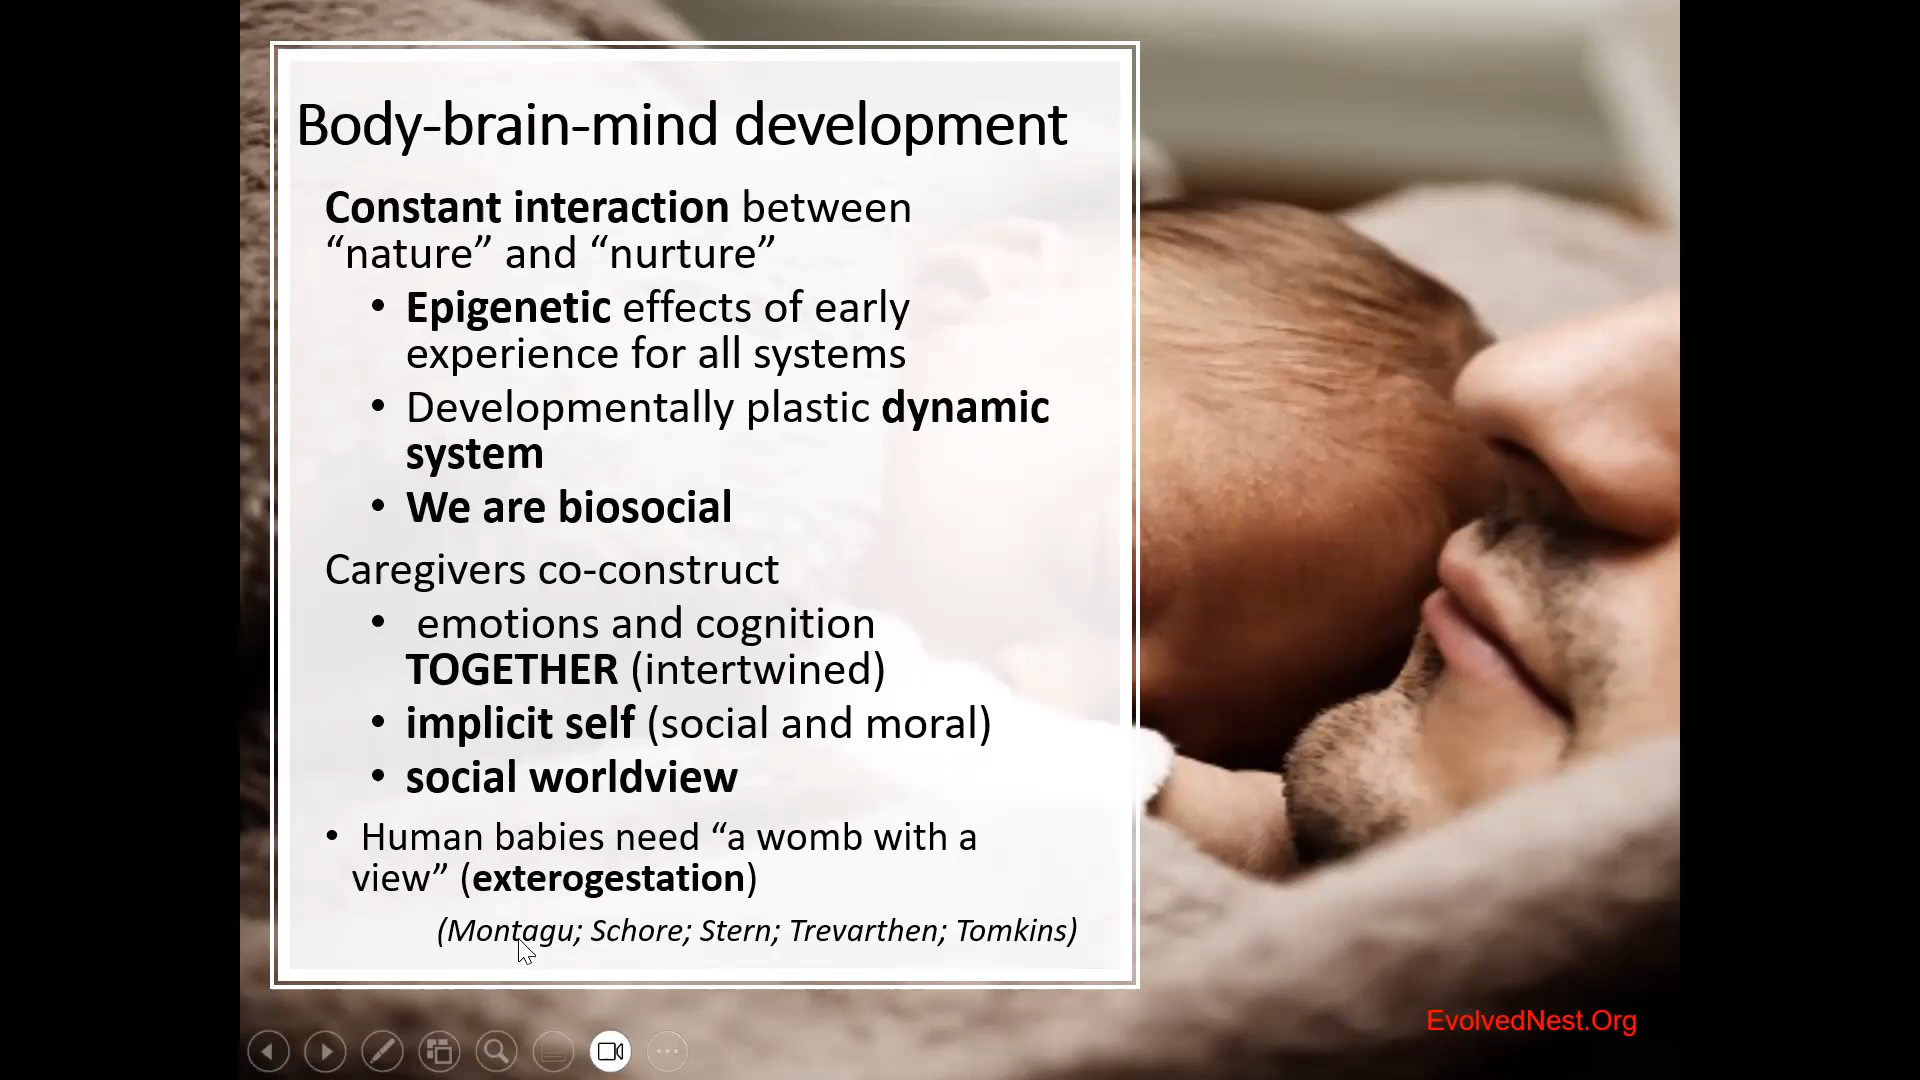 Body-brain-mind development
Constant interaction between
“nature” and “nurture”
• Epigenetic effects of early
experience for all systems
• Developmentally plastic dynamic
system
• We are biosocial
Caregivers co-construct
• emotions and cognition
TOGETHER (intertwined)
• implicit self (social and moral)
• social worldview
• Human babies need “a womb with a
view” (exterogestation)
(Montagu; Schore; Stern; Trevarthen; Tomkins)
EvolvedNest.Org